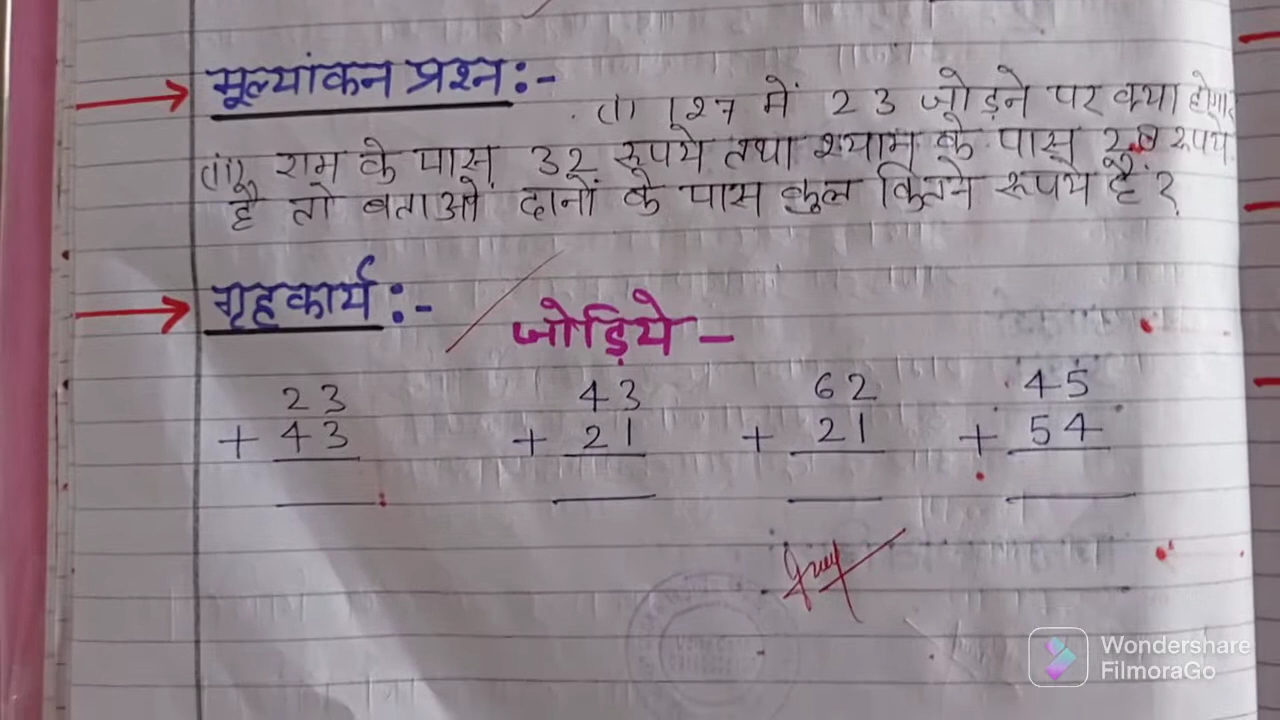 मूल्यांकन प्रश्न:-
(i) 127 में 23 जोड़ने पर क्या होगा?
(ii) राम के पास 32 रूपये तथा श्याम के पास रूपये
है तो बताओ दोनों के पास कुल कितने रूपये हैं ?
गृहकार्य:-
जोड़िये -
23 43 62 45
+ 43 + 21 + 21 + 54
Wondershare
FilmoraGo